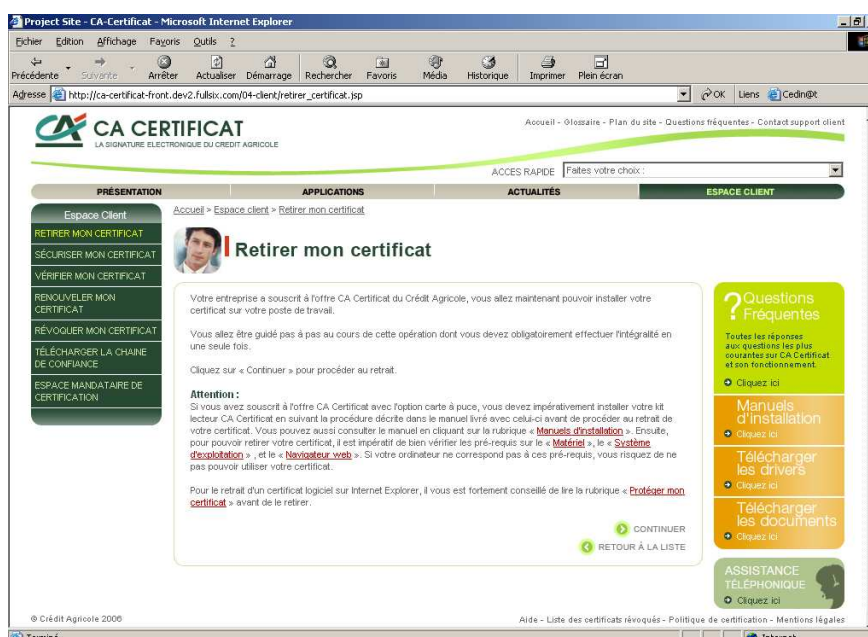 Project Site - CA-Certificat - Microsoft Internet Explorer
Fichier Edition Affichage Favoris Outils ?
Précédente Suivante Arrêter Actualiser Démarrage Rechercher Favoris Média Historique Imprimer Plein écran
Adresse http://ca-certificat-front.dev2.fullsix.com/04-client/retirer_certificat.jsp OK Liens Cedin@t
CA CERTIFICAT
LA SIGNATURE ELECTRONIQUE DU CREDIT AGRICOLE
Accueil - Glossaire - Plan du site - Questions fréquentes - Contact support client
ACCES RAPIDE Faites votre choix :
PRÉSENTATION APPLICATIONS ACTUALITÉS ESPACE CLIENT
Espace Client
RETIRER MON CERTIFICAT
SÉCURISER MON CERTIFICAT
VÉRIFIER MON CERTIFICAT
RENOUVELER MON
CERTIFICAT
RÉVOQUER MON CERTIFICAT
TÉLÉCHARGER LA CHAINE
DE CONFIANCE
ESPACE MANDATAIRE DE
CERTIFICATION
Accueil > Espace client > Retirer mon certificat
Retirer mon certificat
Votre entreprise a souscrit à l'offre CA Certificat du Crédit Agricole, vous allez maintenant pouvoir installer votre
certificat sur votre poste de travail.
Vous allez être guidé pas à pas au cours de cette opération dont vous devez obligatoirement effectuer l'intégralité en
une seule fois.
Cliquez sur « Continuer » pour procéder au retrait.
Attention :
Si vous avez souscrit à l'offre CA Certificat avec l'option carte à puce, vous devez impérativement installer votre kit
lecteur CA Certificat en suivant la procédure décrite dans le manuel livré avec celui-ci avant de procéder au retrait de
votre certificat. Vous pouvez aussi consulter le manuel en cliquant sur la rubrique « Manuels d'installation ». Ensuite,
pour pouvoir retirer votre certificat, il est impératif de bien vérifier les pré-requis sur le « Matériel », le « Système
d'exploitation » , et le « Navigateur web ». Si votre ordinateur ne correspond pas à ces pré-requis, vous risquez de ne
pas pouvoir utiliser votre certificat.
Pour le retrait d'un certificat logiciel sur Internet Explorer, il vous est fortement conseillé de lire la rubrique « Protéger mon
certificat » avant de le retirer.
CONTINUER
RETOUR À LA LISTE
? Questions
Fréquentes
Toutes les réponses
aux questions les plus
courantes sur CA Certificat
et son fonctionnement.
Cliquez ici
Manuels
d'installation
Cliquez ici
Télécharger
les drivers
Cliquez ici
Télécharger
les documents
Cliquez ici
ASSISTANCE
TÉLÉPHONIQUE
Cliquez ici
© Crédit Agricole 2006
Aide - Liste des certificats révoqués - Politique de certification - Mentions légales
Terminé Internet